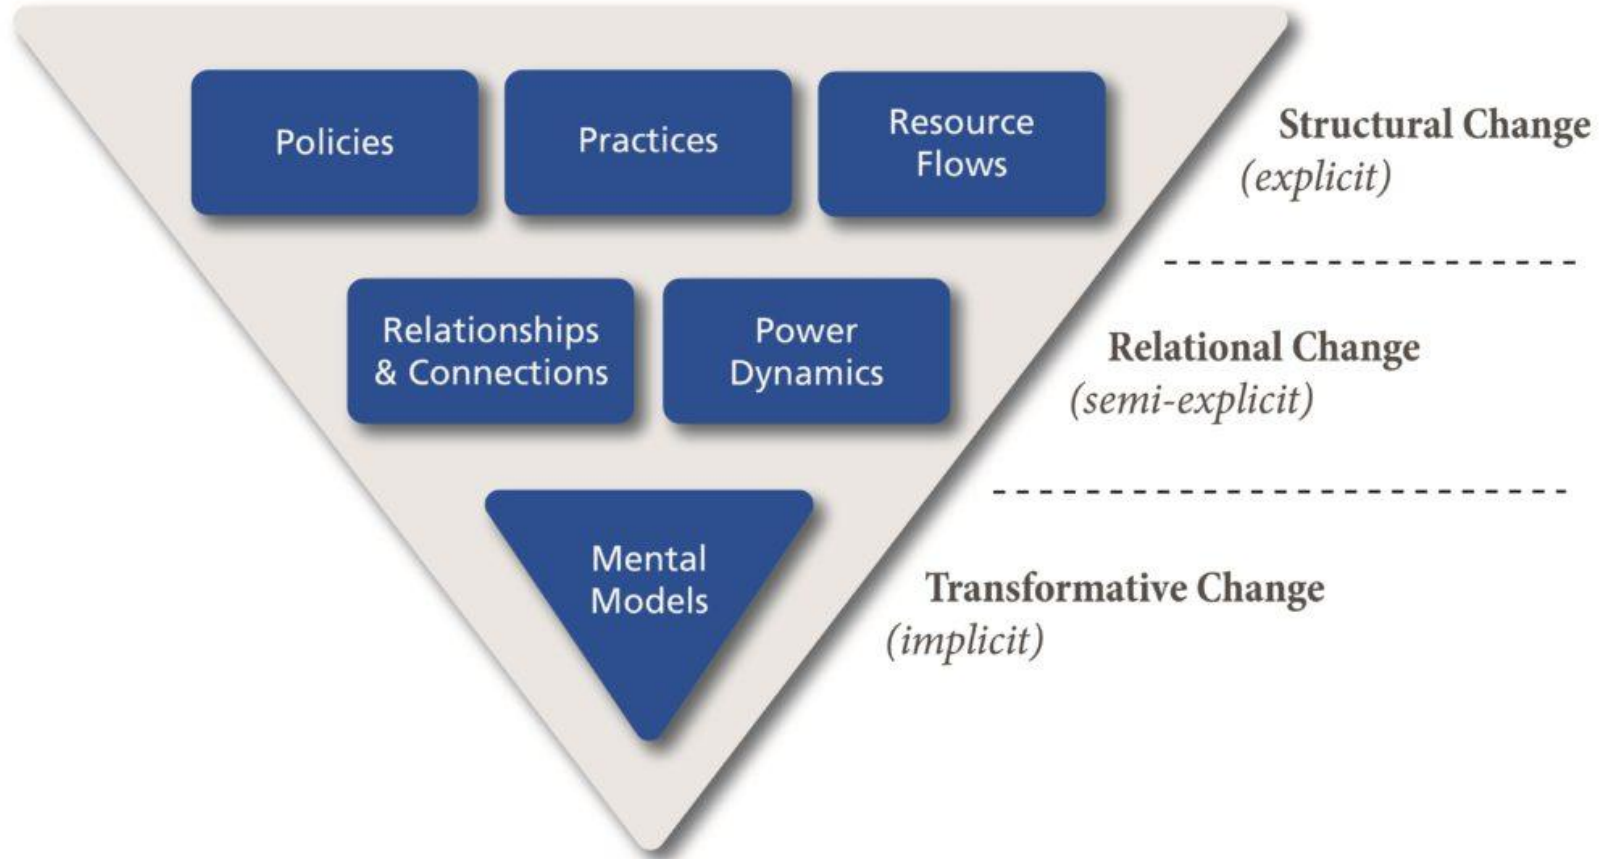 Policies
Practices
Resource
Flows
Structural Change
(explicit)
Relationships
& Connections
Power
Dynamics
Relational Change
(semi-explicit)
Mental
Models
Transformative Change
(implicit)